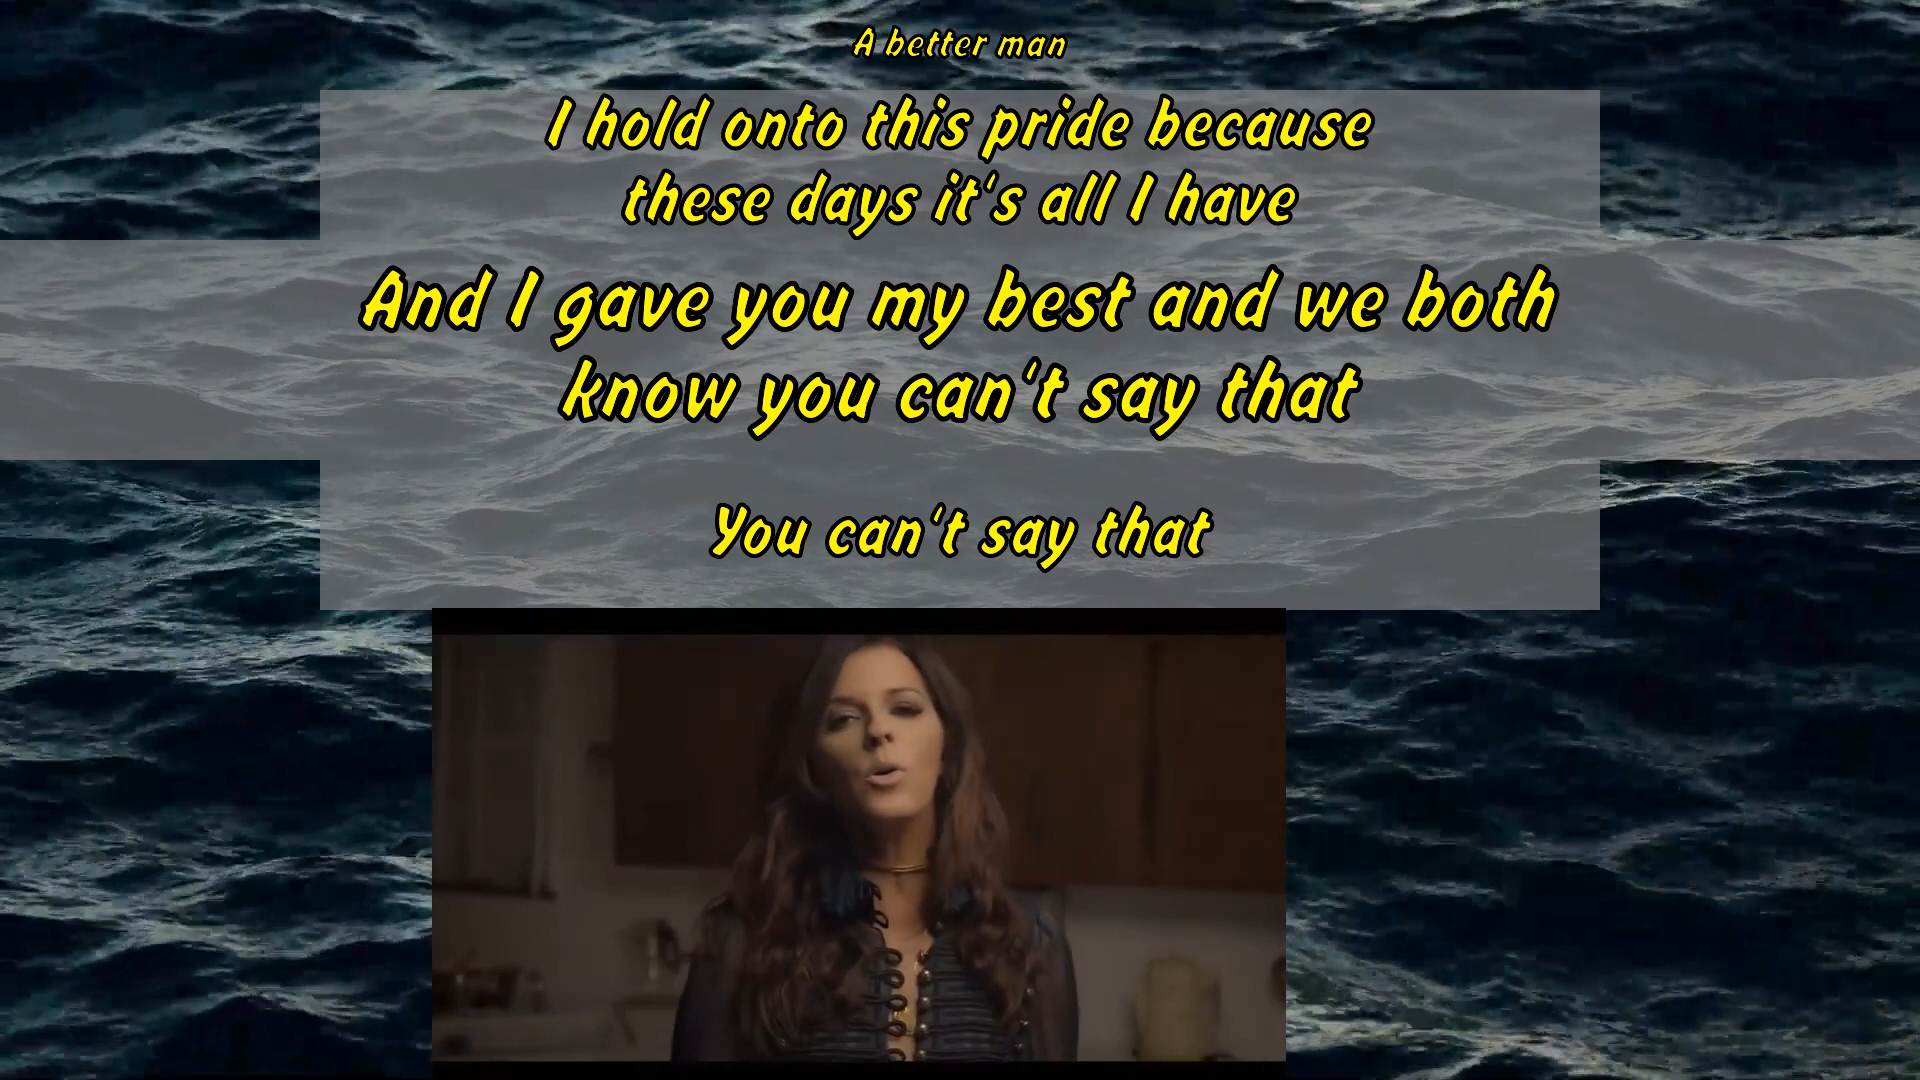 A better man
I hold onto this pride because
these days it's all I have
And I gave you my best and we both
know you can't say that
You can't say that